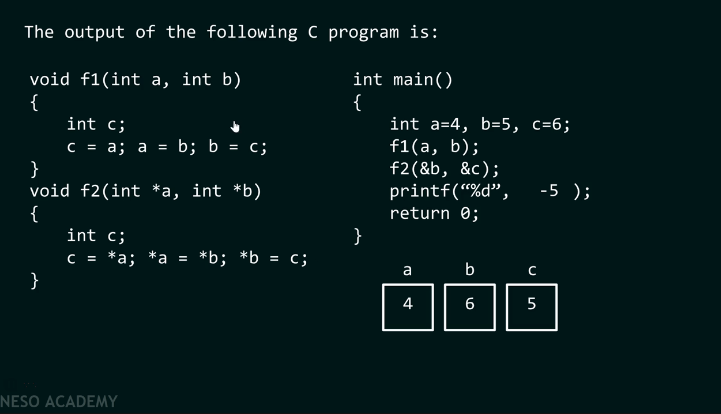 The output of the following C program is:
void f1(int a, int b)
{
int c;
c = a; a = b; b = c;
}
void f2(int *a, int *b)
{
int c;
c = *a; *a = *b; *b = c;
}
int main()
{
int a=4, b=5, c=6;
f1(a, b);
f2(&b, &c);
printf(“%d”, -5 );
return 0;
}
a b c
4 6 5
NESO ACADEMY